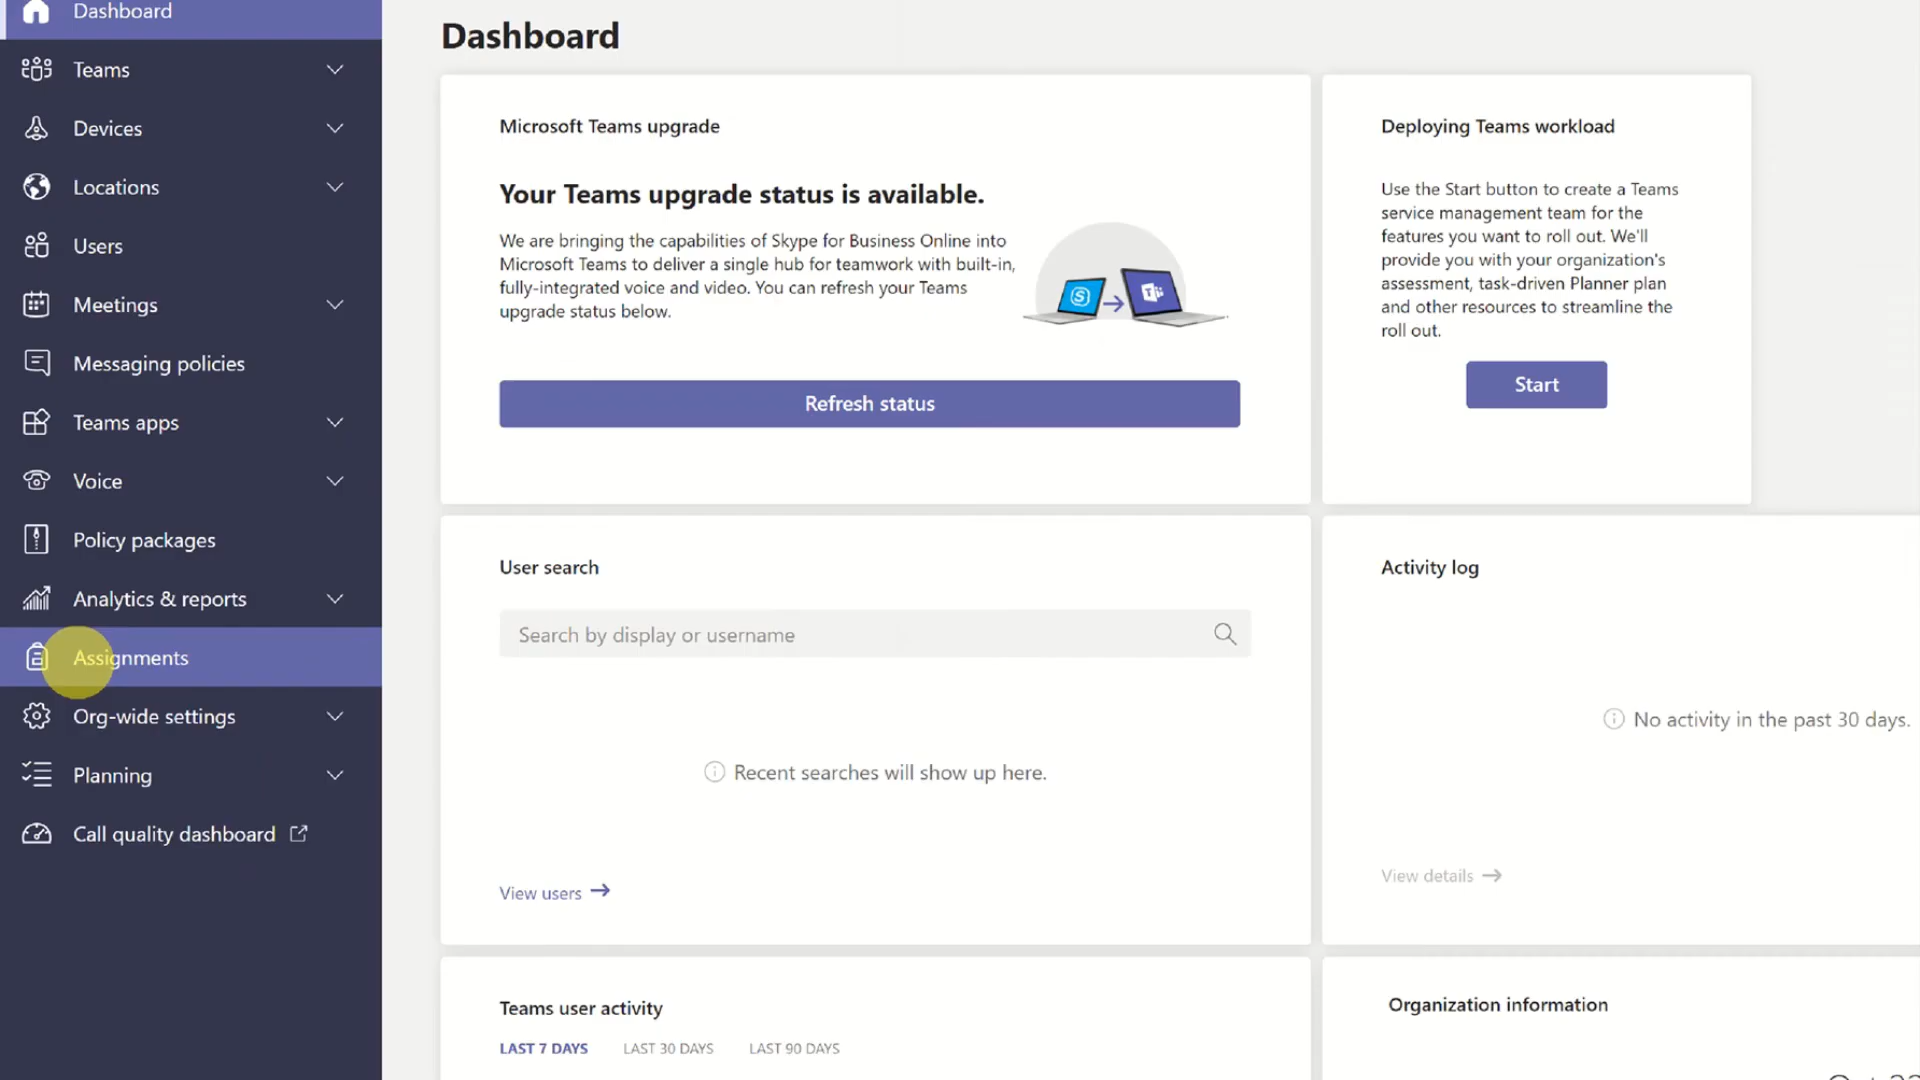 Dashboard
Teams
Devices
Locations
Users
Meetings
Messaging policies
Teams apps
Voice
Policy packages
Analytics & reports
Assignments
Org-wide settings
Planning
Call quality dashboard
Dashboard
Microsoft Teams upgrade
Your Teams upgrade status is available.
We are bringing the capabilities of Skype for Business Online into
Microsoft Teams to deliver a single hub for teamwork with built-in,
fully-integrated voice and video. You can refresh your Teams
upgrade status below.
Refresh status
Deploying Teams workload
Use the Start button to create a Teams
service management team for the
features you want to roll out. We'll
provide you with your organization's
assessment, task-driven Planner plan
and other resources to streamline the
roll out.
Start
User search
Search by display or username
Recent searches will show up here.
View users
Activity log
No activity in the past 30 days.
View details
Teams user activity
LAST 7 DAYS LAST 30 DAYS LAST 90 DAYS
Organization information